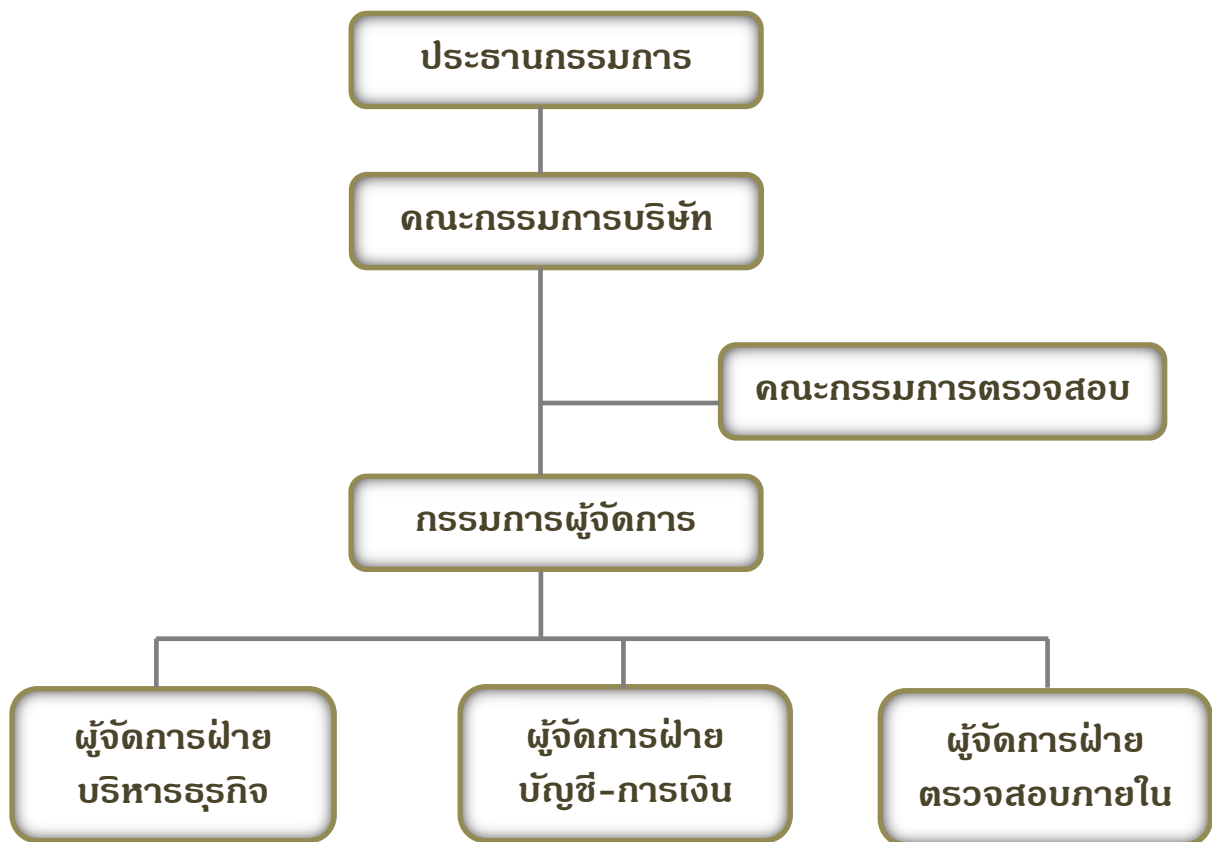 ประธานกรรมการ
คณะกรรมการบริษัท
คณะกรรมการตรวจสอบ
กรรมการผู้จัดการ
ผู้จัดการฝ่าย
บริหารธุรกิจ
ผู้จัดการฝ่าย
บัญชี-การเงิน
ผู้จัดการฝ่าย
ตรวจสอบภายใน